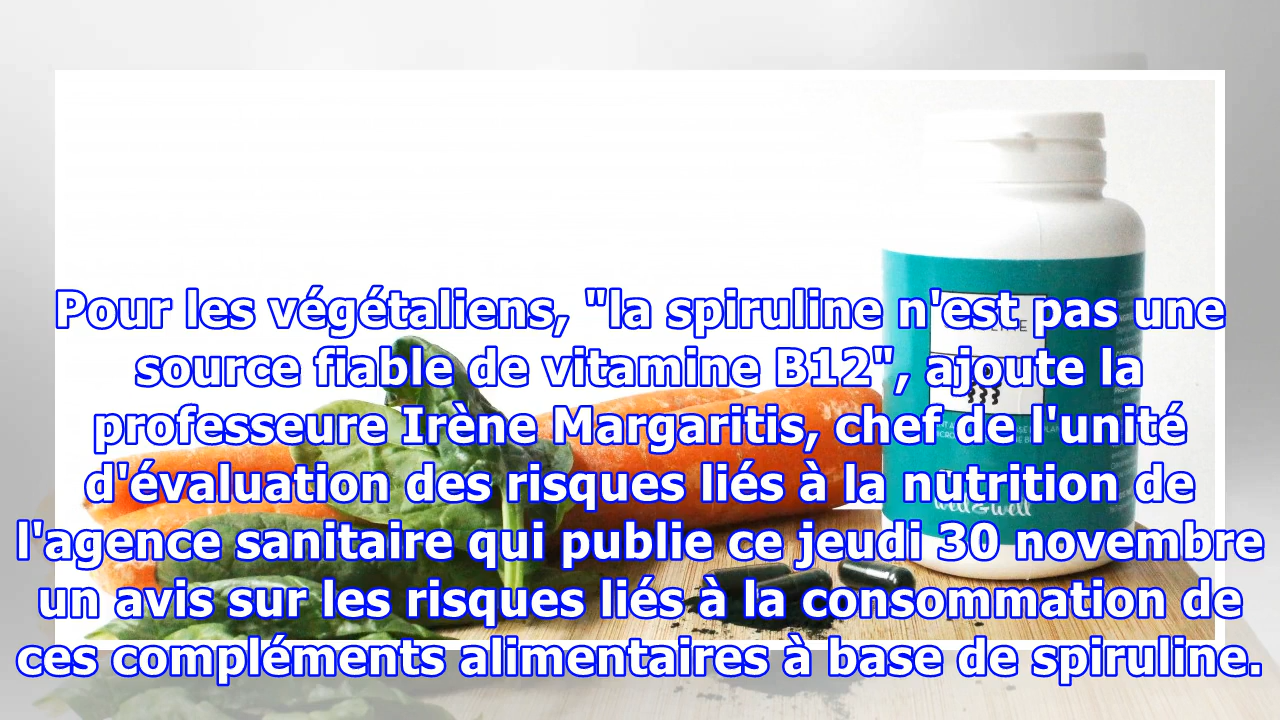 Pour les végétaliens, "la spiruline n'est pas une
source fiable de vitamine B12", ajoute la
professeure Irène Margaritis, chef de l'unité
d'évaluation des risques liés à la nutrition de
l'agence sanitaire qui publie ce jeudi 30 novembre
un avis sur les risques liés à la consommation de
ces compléments alimentaires à base de spiruline.
well&well